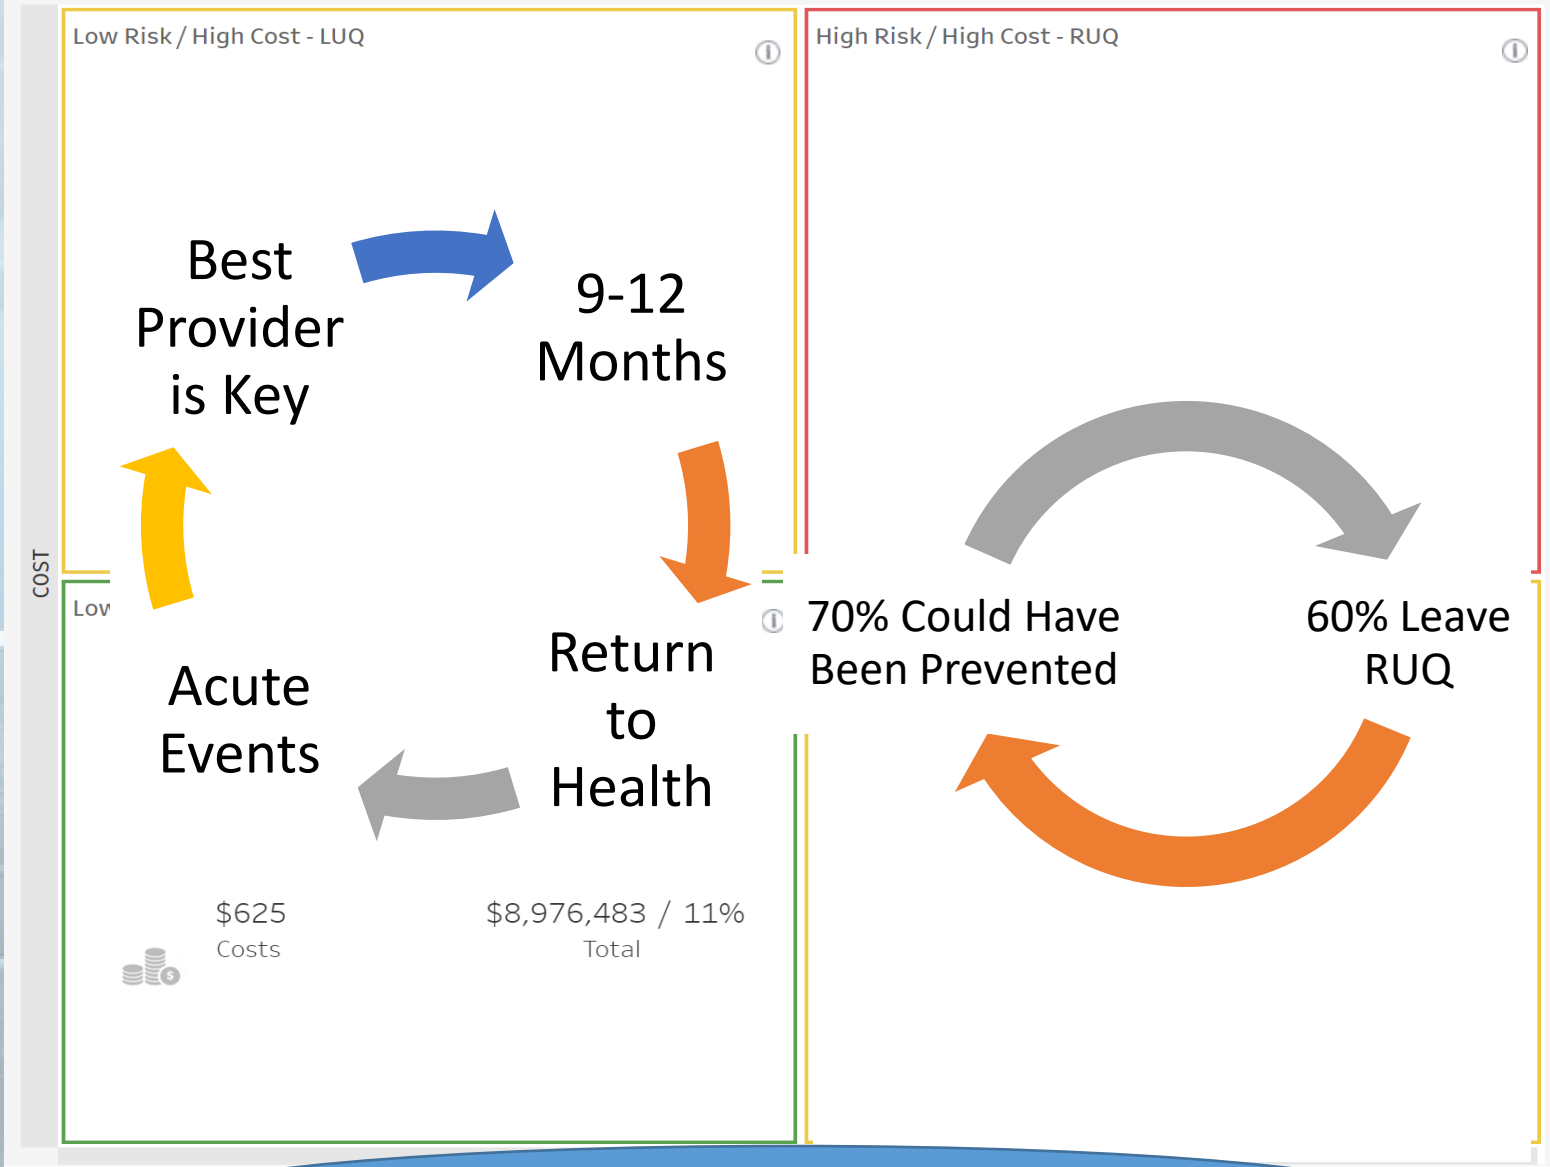 Low Risk / High Cost - LUQ
High Risk / High Cost - RUQ
Best
Provider
is Key
9-12
Months
COST
Low
Return
to
Health
Acute
Events
70% Could Have
Been Prevented
60% Leave
RUQ
$625
Costs
$8,976,483 / 11%
Total